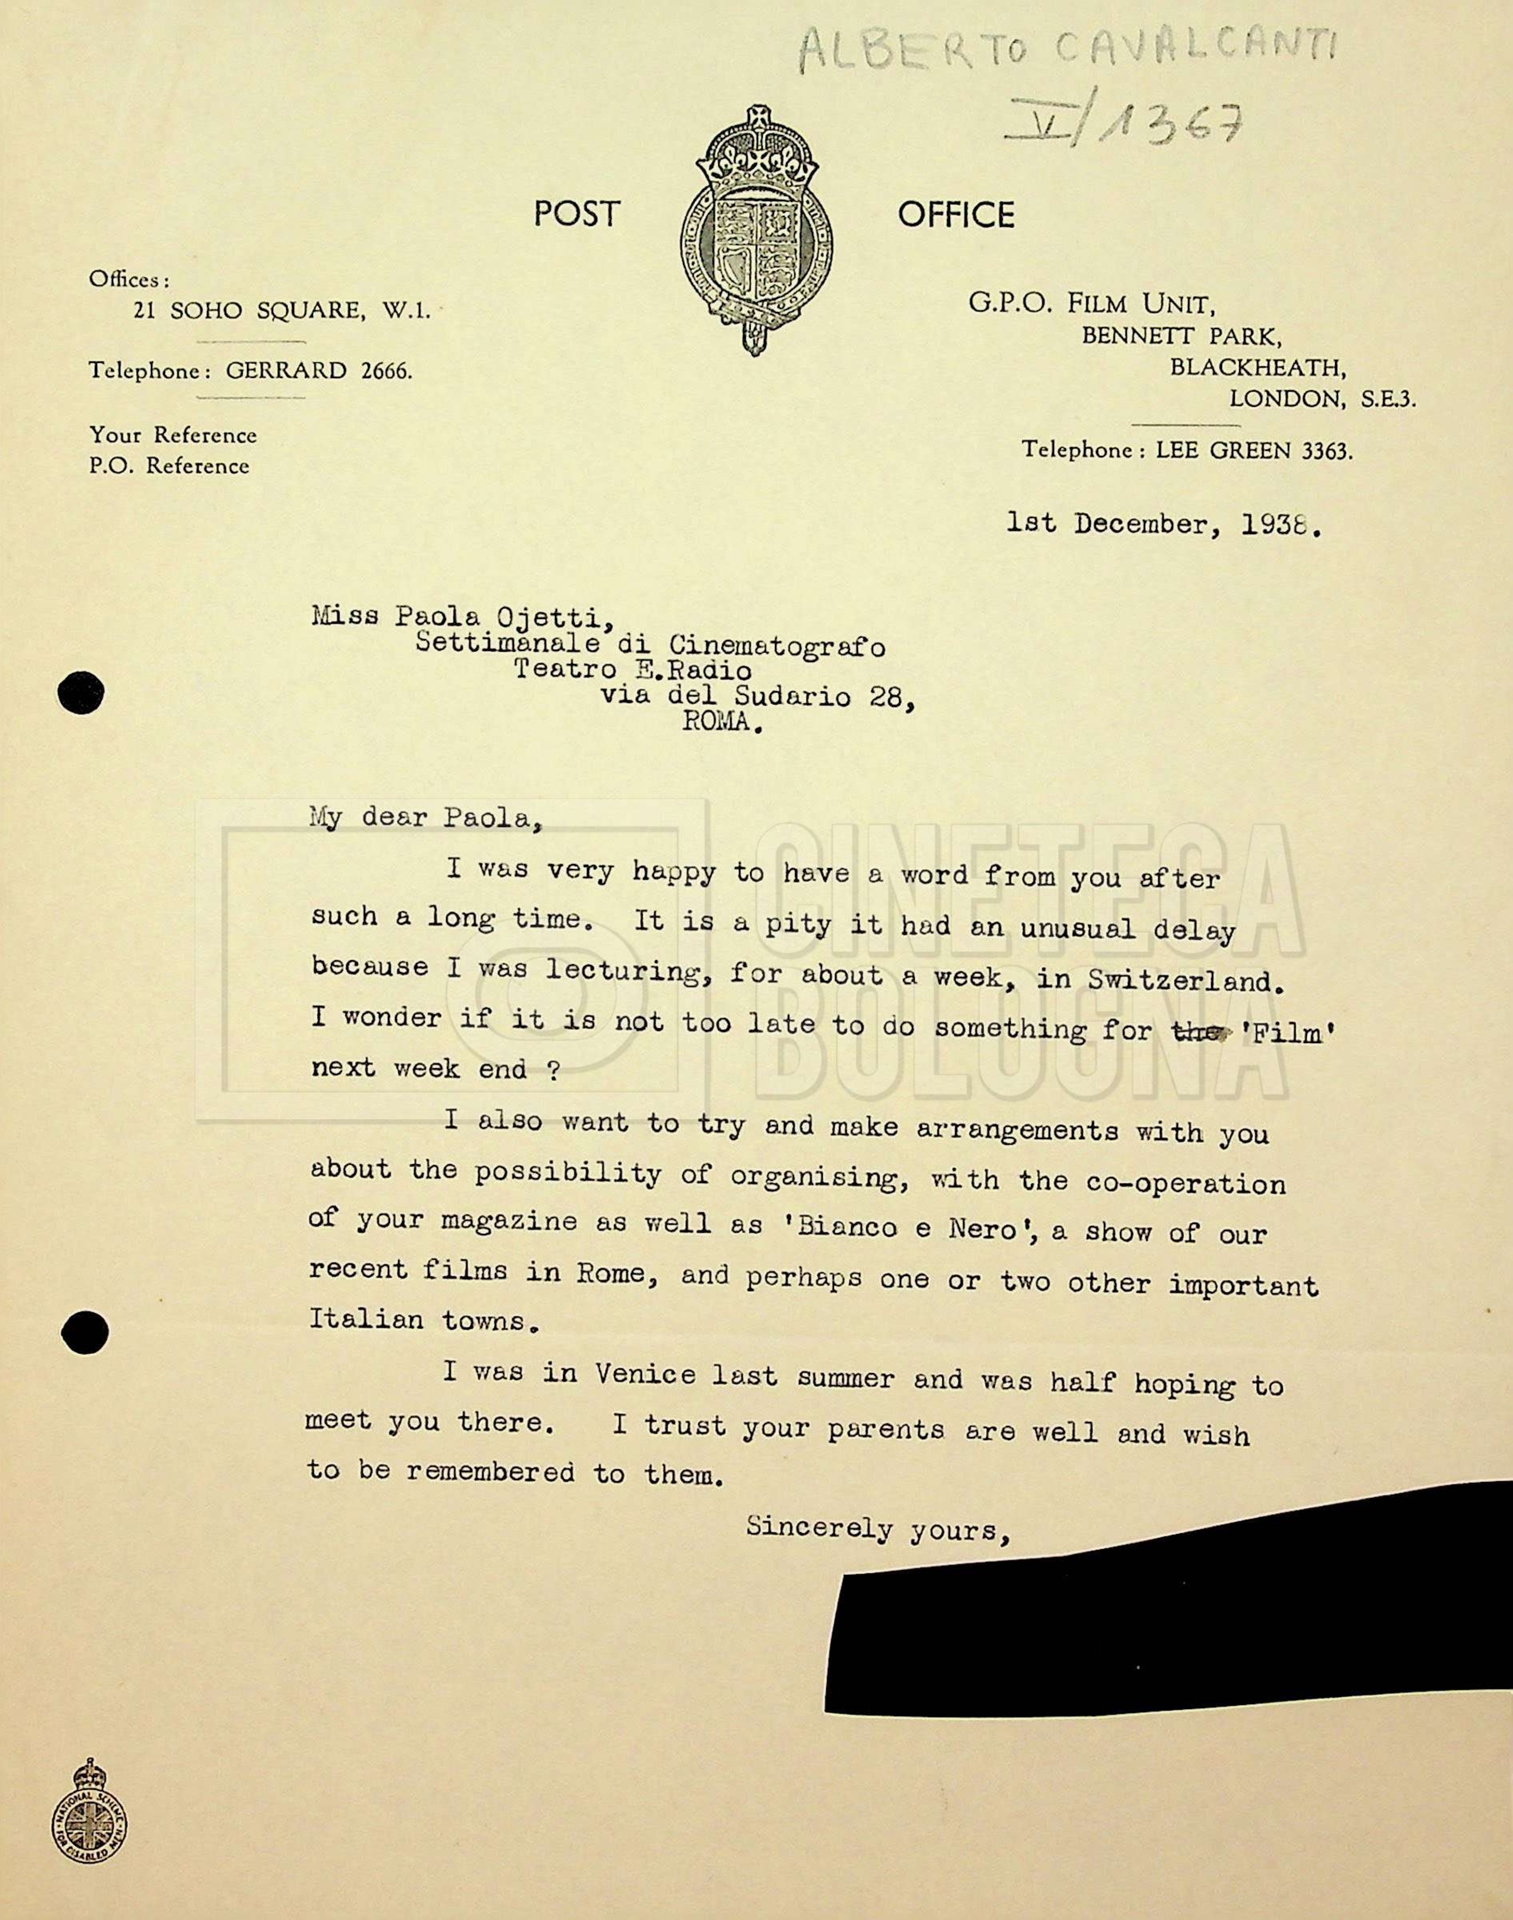 ALBERTO CAVALCANTI
V/1367
POST OFFICE
Offices:
21 SOHO SQUARE, W.1.
Telephone: GERRARD 2666.
Your Reference
P.O. Reference
G.P.O. FILM UNIT,
BENNETT PARK,
BLACKHEATH,
LONDON, S.E.3.
Telephone: LEE GREEN 3363.
1st December, 1938.
Miss Paola Ojetti,
Settimanale di Cinematografo
Teatro E.Radio
via del Sudario 28,
ROMA.
My dear Paola,
I was very happy to have a word from you after
such a long time. It is a pity it had an unusual delay
because I was lecturing, for about a week, in Switzerland.
I wonder if it is not too late to do something for the 'Film'
next week end ?
I also want to try and make arrangements with you
about the possibility of organising, with the co-operation
of your magazine as well as 'Bianco e Nero', a show of our
recent films in Rome, and perhaps one or two other important
Italian towns.
I was in Venice last summer and was half hoping to
meet you there. I trust your parents are well and wish
to be remembered to them.
Sincerely yours,
CINETECA
BOLOGNA
NATIONAL SCHEME
FOR DISABLED MEN